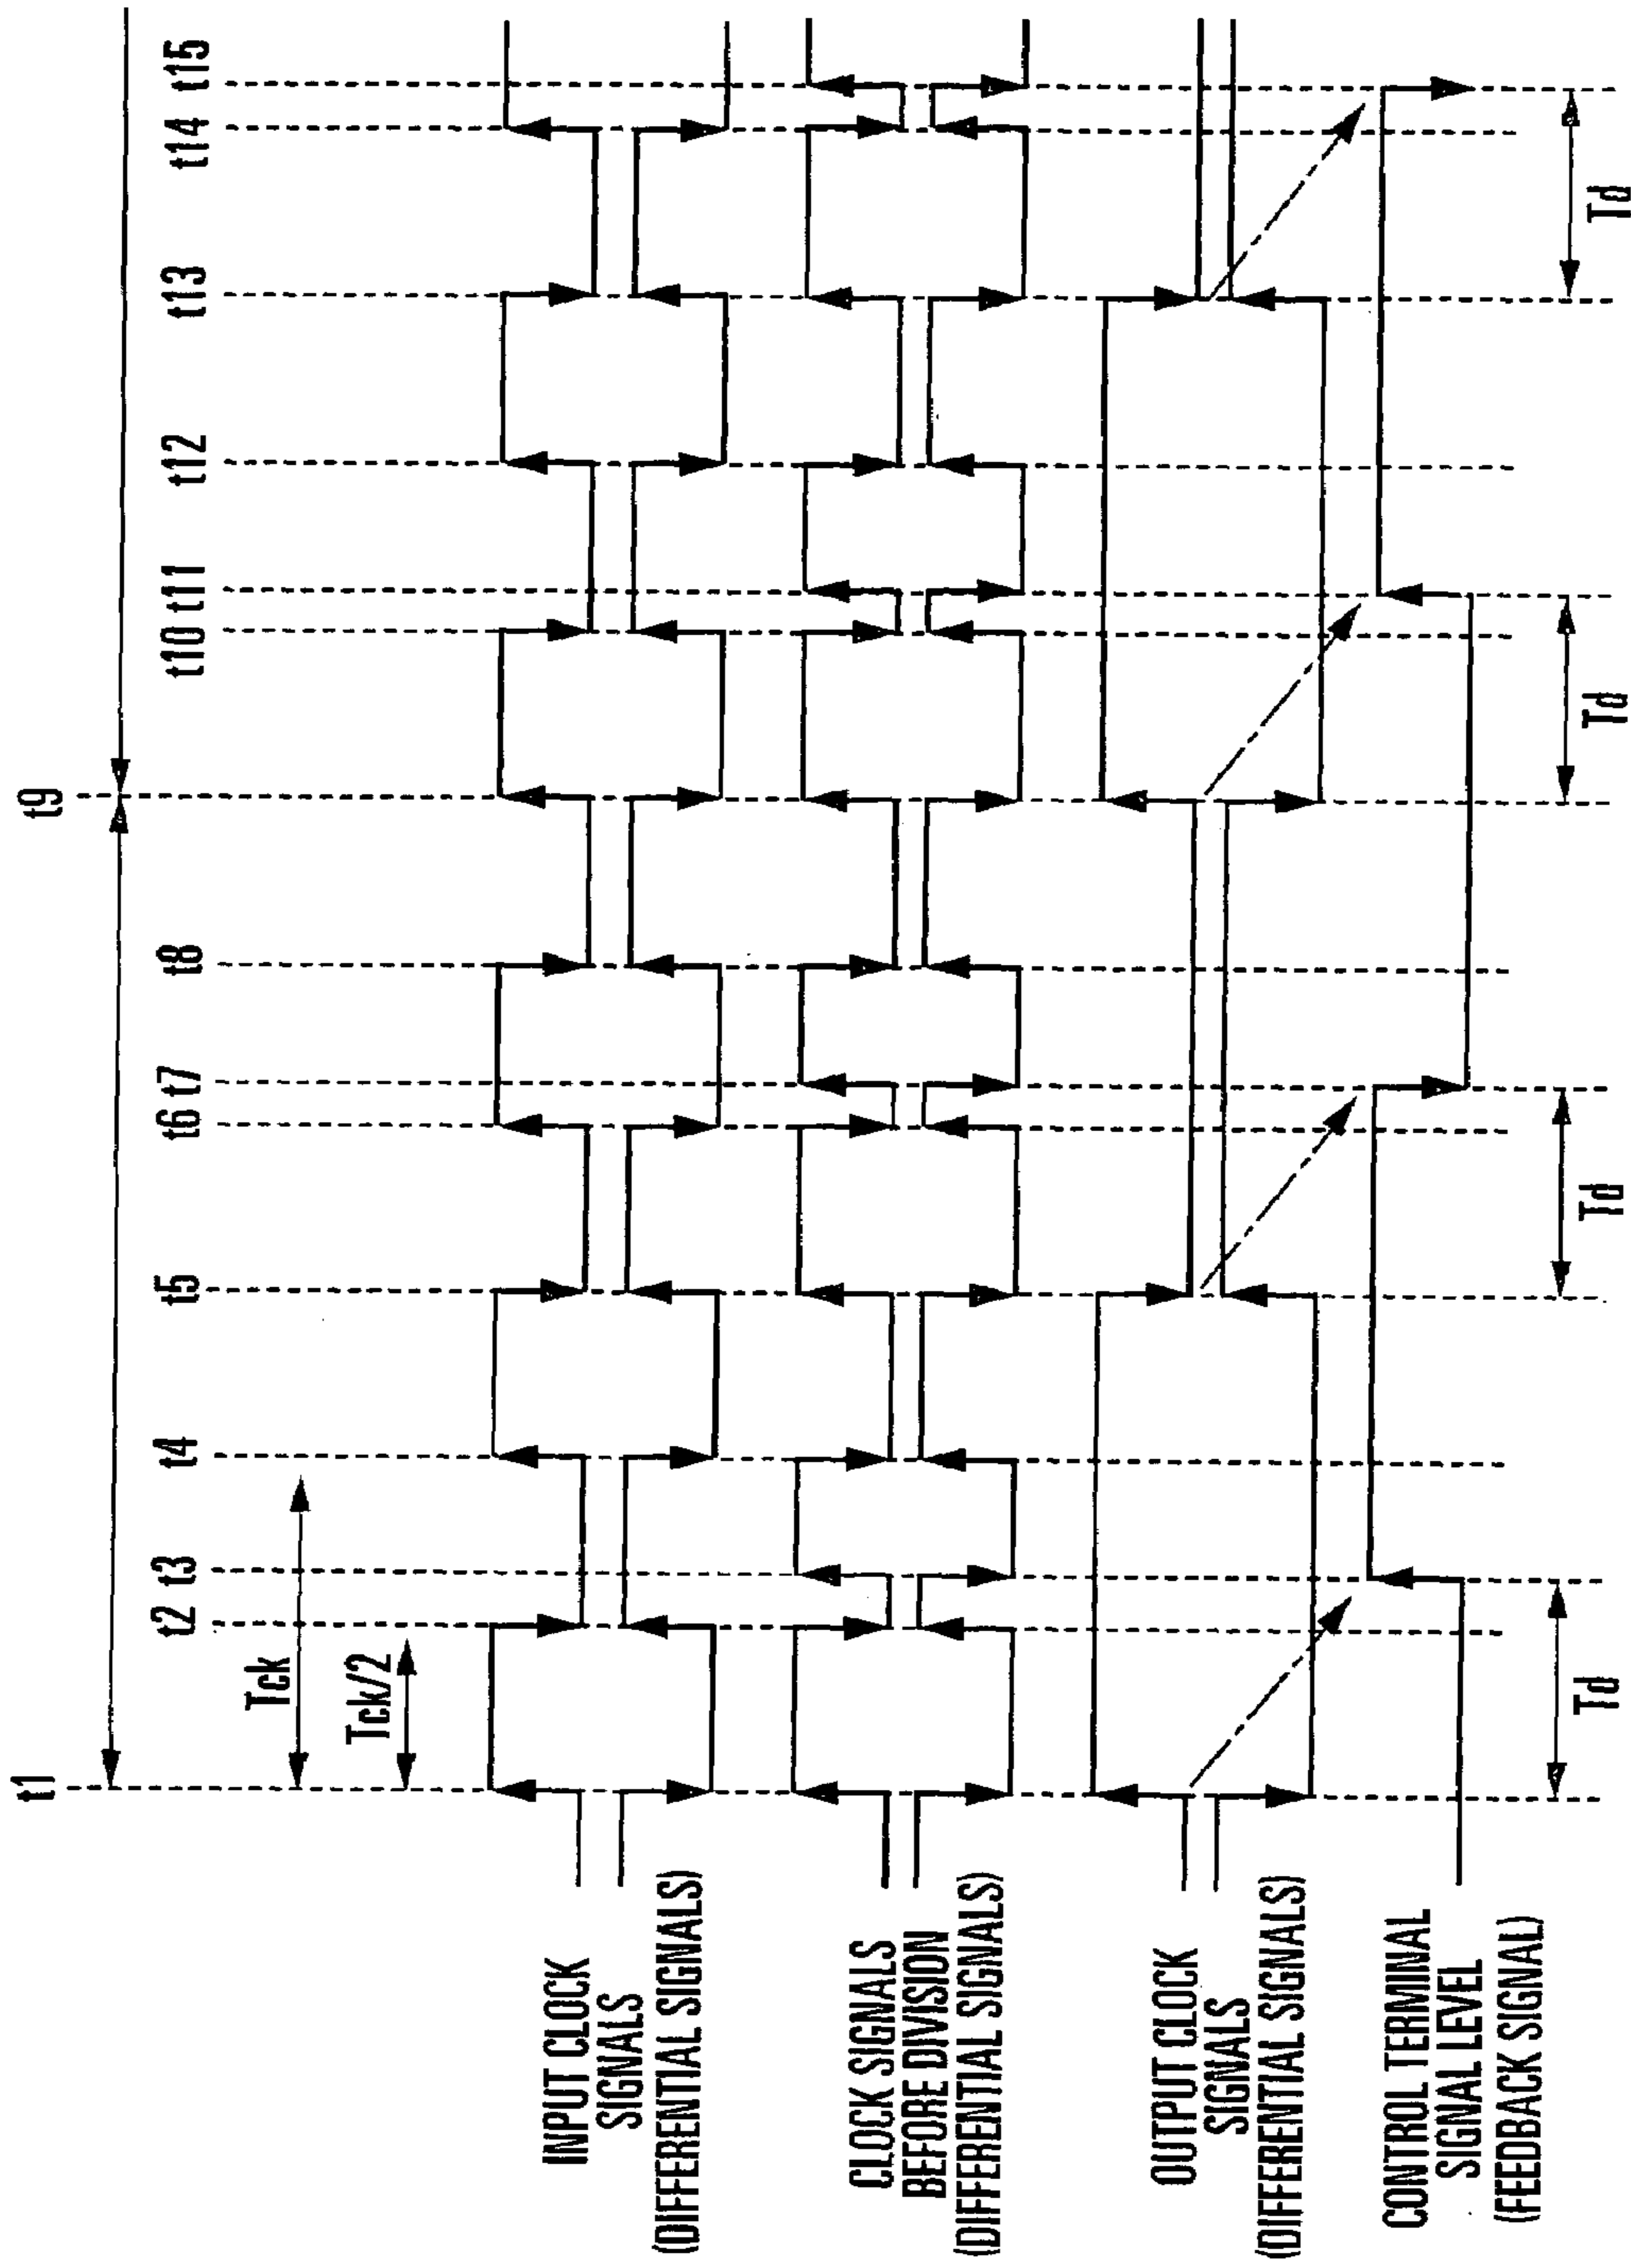 t1
t9
Tck
Tck/2
t2
t3
t4
t5
t6
t7
t8
t10
t11
t12
t13
t14
t15
INPUT CLOCK
SIGNALS
(DIFFERENTIAL SIGNALS)
CLOCK SIGNALS
BEFORE DIVISION
(DIFFERENTIAL SIGNALS)
OUTPUT CLOCK
SIGNALS
(DIFFERENTIAL SIGNALS)
CONTROL TERMINAL
SIGNAL LEVEL
(FEEDBACK SIGNAL)
Td
Td
Td
Td